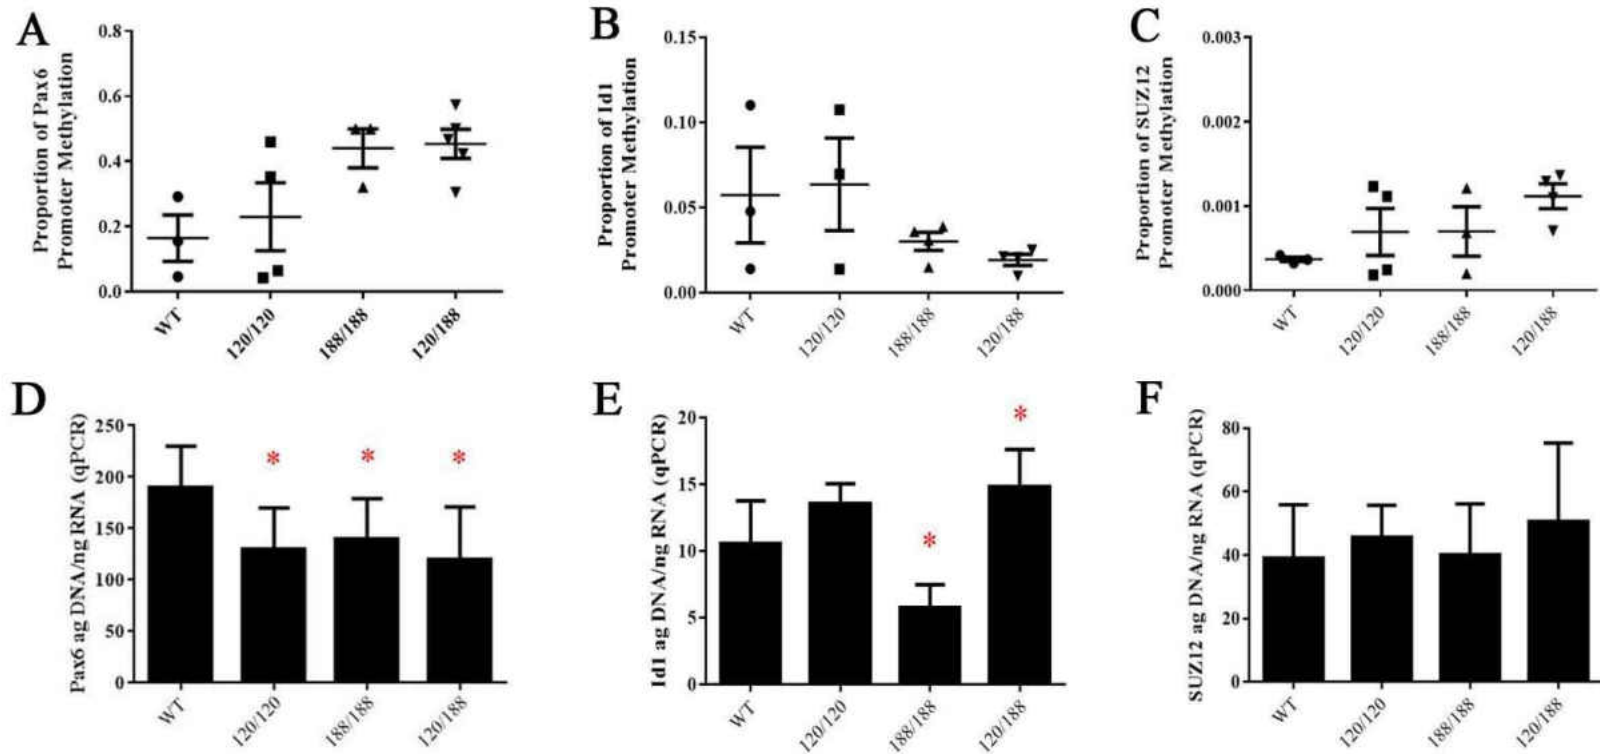 A
Proportion of Pax6
Promoter Methylation
0.8
0.6
0.4
0.2
0.0
WT
120/120
188/188
120/188
B
Proportion of Id1
Promoter Methylation
0.15
0.10
0.05
0.00
WT
120/120
188/188
120/188
C
Proportion of SUZ12
Promoter Methylation
0.003
0.002
0.001
0.000
WT
120/120
188/188
120/188
D
Pax6 ag DNA/ng RNA (qPCR)
250
200
150
100
50
0
*
*
*
WT
120/120
188/188
120/188
E
Id1 ag DNA/ng RNA (qPCR)
20
15
10
5
0
*
*
WT
120/120
188/188
120/188
F
SUZ12 ag DNA/ng RNA (qPCR)
80
60
40
20
0
WT
120/120
188/188
120/188